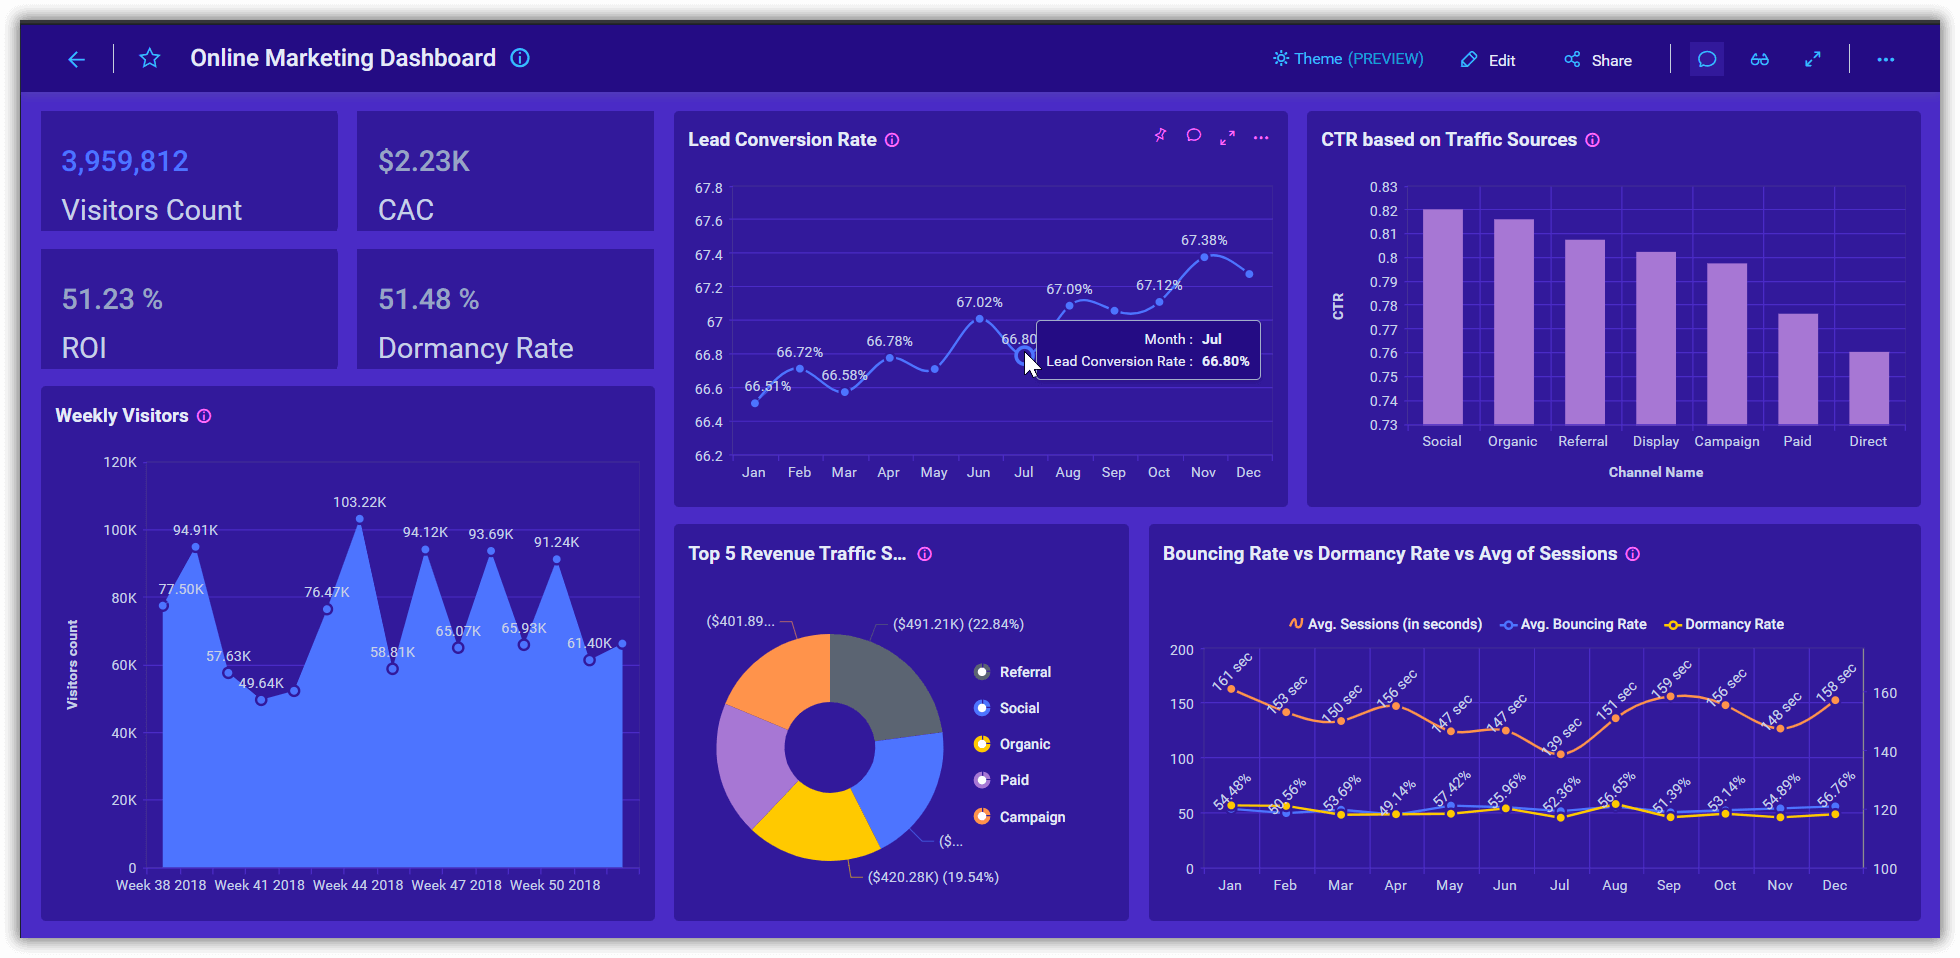 Online Marketing Dashboard
Theme (PREVIEW)
Edit
Share
3,959,812
Visitors Count
$2.23K
CAC
51.23 %
ROI
51.48 %
Dormancy Rate
Lead Conversion Rate
67.8
67.6
67.4
67.2
67
66.8
66.6
66.4
66.2
66.51%
66.72%
66.58%
66.78%
67.02%
66.80
67.09%
67.12%
67.38%
Month : Jul
Lead Conversion Rate : 66.80%
Jan Feb Mar Apr May Jun Jul Aug Sep Oct Nov Dec
CTR based on Traffic Sources
CTR
0.83
0.82
0.81
0.8
0.79
0.78
0.77
0.76
0.75
0.74
0.73
Social Organic Referral Display Campaign Paid Direct
Channel Name
Weekly Visitors
Visitors count
120K
100K
80K
60K
40K
20K
0
77.50K
94.91K
57.63K
49.64K
76.47K
103.22K
58.81K
94.12K
65.07K
93.69K
65.93K
91.24K
61.40K
Week 38 2018 Week 41 2018 Week 44 2018 Week 47 2018 Week 50 2018
Top 5 Revenue Traffic S...
($401.89...
($491.21K) (22.84%)
($...
($420.28K) (19.54%)
Referral
Social
Organic
Paid
Campaign
Bouncing Rate vs Dormancy Rate vs Avg of Sessions
Avg. Sessions (in seconds) Avg. Bouncing Rate Dormancy Rate
200
150
100
50
0
161 sec
153 sec
150 sec
156 sec
147 sec
147 sec
139 sec
151 sec
159 sec
156 sec
148 sec
158 sec
54.48%
50.56%
53.69%
49.14%
57.42%
55.96%
52.36%
56.65%
51.39%
53.14%
54.89%
56.76%
160
140
120
100
Jan Feb Mar Apr May Jun Jul Aug Sep Oct Nov Dec